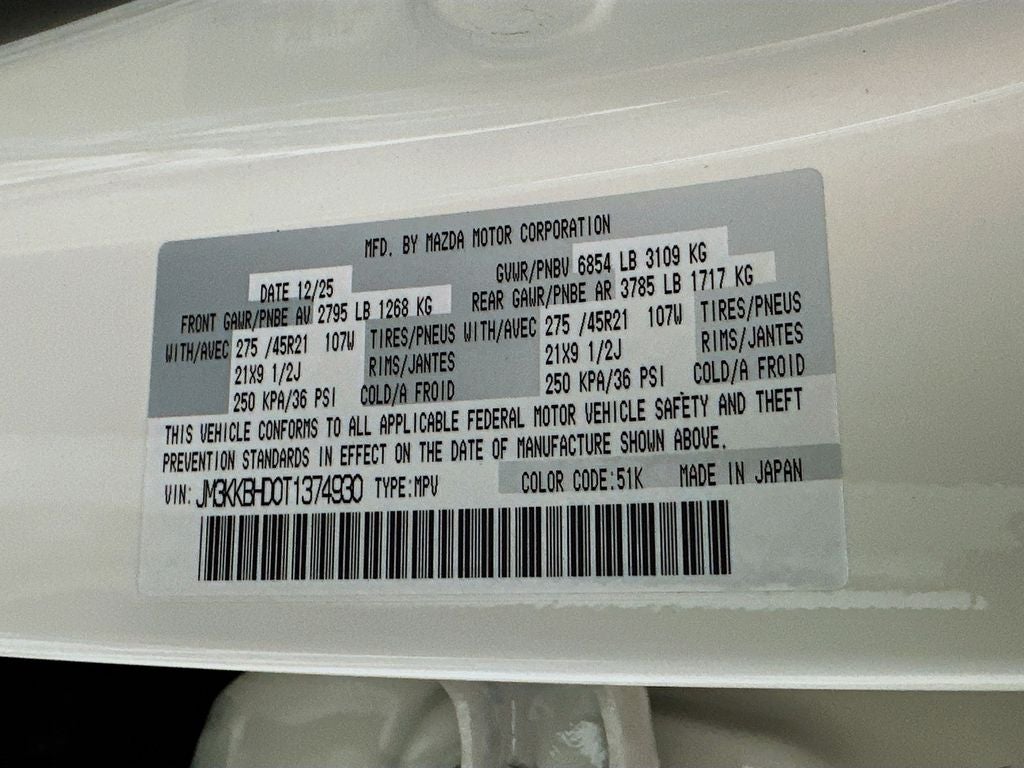 MFD. BY MAZDA MOTOR CORPORATION
DATE 12/25 GVWR/PNBV 6854 LB 3109 KG
FRONT GAWR/PNBE AV 2795 LB 1268 KG REAR GAWR/PNBE AR 3785 LB 1717 KG
WITH/AVEC 275 /45R21 107W TIRES/PNEUS WITH/AVEC 275 /45R21 107W TIRES/PNEUS
21X9 1/2J RIMS/JANTES 21X9 1/2J RIMS/JANTES
250 KPA/36 PSI COLD/A FROID 250 KPA/36 PSI COLD/A FROID
THIS VEHICLE CONFORMS TO ALL APPLICABLE FEDERAL MOTOR VEHICLE SAFETY AND THEFT
PREVENTION STANDARDS IN EFFECT ON THE DATE OF MANUFACTURE SHOWN ABOVE.
VIN: JM3KKBHD0T1374930 TYPE:MPV COLOR CODE:51K MADE IN JAPAN